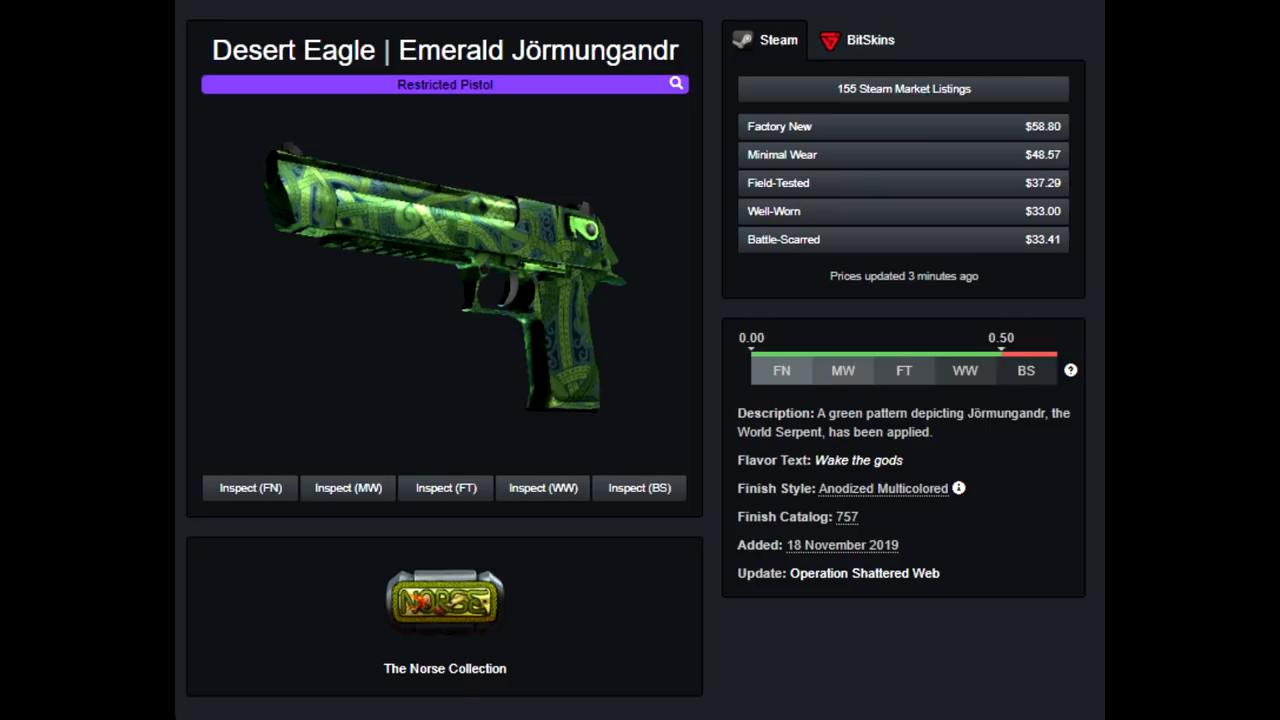 Desert Eagle | Emerald Jörmungandr
Restricted Pistol
Inspect (FN)
Inspect (MW)
Inspect (FT)
Inspect (WW)
Inspect (BS)
NORSE
The Norse Collection
Steam
BitSkins
155 Steam Market Listings
Factory New $58.80
Minimal Wear $48.57
Field-Tested $37.29
Well-Worn $33.00
Battle-Scarred $33.41
Prices updated 3 minutes ago
0.00 0.50
FN MW FT WW BS
Description: A green pattern depicting Jörmungandr, the
World Serpent, has been applied.
Flavor Text: Wake the gods
Finish Style: Anodized Multicolored
Finish Catalog: 757
Added: 18 November 2019
Update: Operation Shattered Web